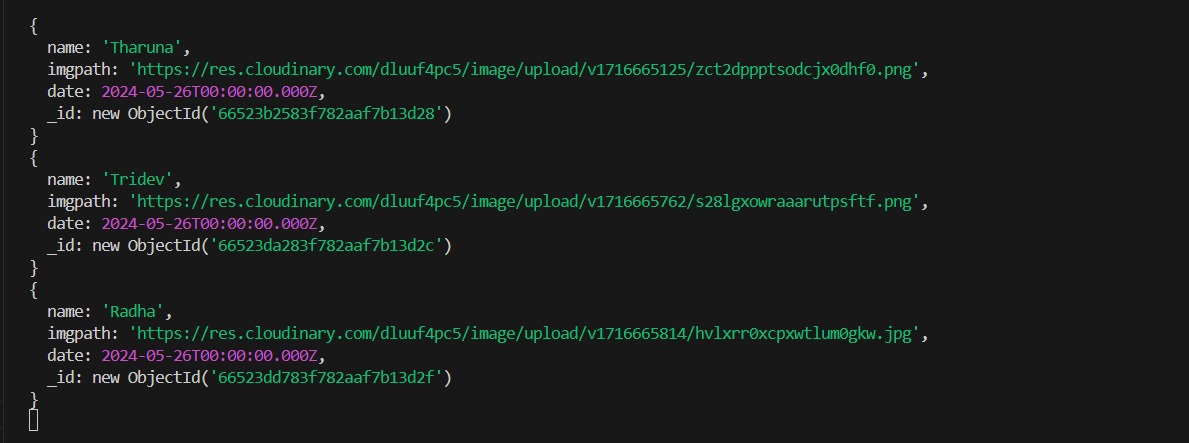 {
  name: 'Tharuna',
  imgpath: 'https://res.cloudinary.com/dluuf4pc5/image/upload/v1716665125/zct2dppptsodcjx0dhf0.png',
  date: 2024-05-26T00:00:00.000Z,
  _id: new ObjectId('66523b2583f782aaf7b13d28')
}
{
  name: 'Tridev',
  imgpath: 'https://res.cloudinary.com/dluuf4pc5/image/upload/v1716665762/s28lgxowraaarutpsftf.png',
  date: 2024-05-26T00:00:00.000Z,
  _id: new ObjectId('66523da283f782aaf7b13d2c')
}
{
  name: 'Radha',
  imgpath: 'https://res.cloudinary.com/dluuf4pc5/image/upload/v1716665814/hvlxrr0xcpxwtlum0gkw.jpg',
  date: 2024-05-26T00:00:00.000Z,
  _id: new ObjectId('66523dd783f782aaf7b13d2f')
}